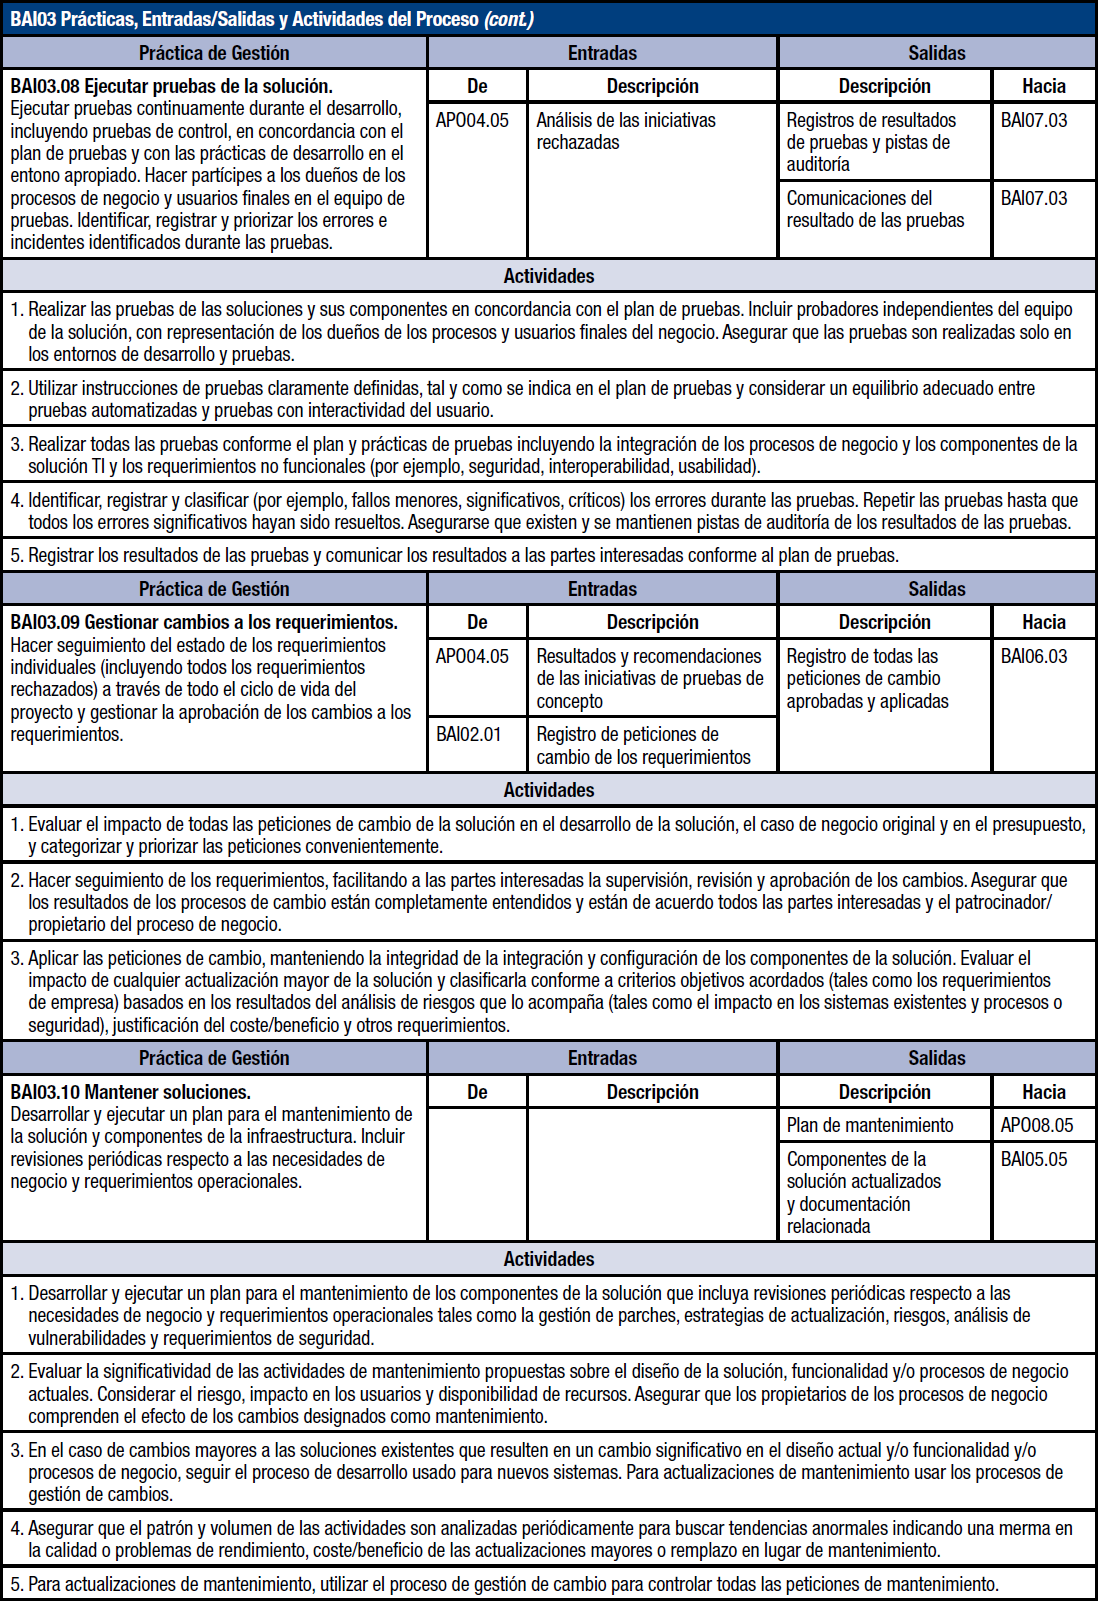 BAI03 Prácticas, Entradas/Salidas y Actividades del Proceso (cont.)
Práctica de Gestión
Entradas
Salidas
BAI03.08 Ejecutar pruebas de la solución.
Ejecutar pruebas continuamente durante el desarrollo,
incluyendo pruebas de control, en concordancia con el
plan de pruebas y con las prácticas de desarrollo en el
entono apropiado. Hacer partícipes a los dueños de los
procesos de negocio y usuarios finales en el equipo de
pruebas. Identificar, registrar y priorizar los errores e
incidentes identificados durante las pruebas.
De
Descripción
Descripción
Hacia
APO04.05
Análisis de las iniciativas
rechazadas
Registros de resultados
de pruebas y pistas de
auditoría
BAI07.03
Comunicaciones del
resultado de las pruebas
BAI07.03
Actividades
1. Realizar las pruebas de las soluciones y sus componentes en concordancia con el plan de pruebas. Incluir probadores independientes del equipo
de la solución, con representación de los dueños de los procesos y usuarios finales del negocio. Asegurar que las pruebas son realizadas solo en
los entornos de desarrollo y pruebas.
2. Utilizar instrucciones de pruebas claramente definidas, tal y como se indica en el plan de pruebas y considerar un equilibrio adecuado entre
pruebas automatizadas y pruebas con interactividad del usuario.
3. Realizar todas las pruebas conforme el plan y prácticas de pruebas incluyendo la integración de los procesos de negocio y los componentes de la
solución TI y los requerimientos no funcionales (por ejemplo, seguridad, interoperabilidad, usabilidad).
4. Identificar, registrar y clasificar (por ejemplo, fallos menores, significativos, críticos) los errores durante las pruebas. Repetir las pruebas hasta que
todos los errores significativos hayan sido resueltos. Asegurarse que existen y se mantienen pistas de auditoría de los resultados de las pruebas.
5. Registrar los resultados de las pruebas y comunicar los resultados a las partes interesadas conforme al plan de pruebas.
Práctica de Gestión
Entradas
Salidas
BAI03.09 Gestionar cambios a los requerimientos.
Hacer seguimiento del estado de los requerimientos
individuales (incluyendo todos los requerimientos
rechazados) a través de todo el ciclo de vida del
proyecto y gestionar la aprobación de los cambios a los
requerimientos.
De
Descripción
Descripción
Hacia
APO04.05
Resultados y recomendaciones
de las iniciativas de pruebas de
concepto
Registro de todas las
peticiones de cambio
aprobadas y aplicadas
BAI06.03
BAI02.01
Registro de peticiones de
cambio de los requerimientos
Actividades
1. Evaluar el impacto de todas las peticiones de cambio de la solución en el desarrollo de la solución, el caso de negocio original y en el presupuesto,
y categorizar y priorizar las peticiones convenientemente.
2. Hacer seguimiento de los requerimientos, facilitando a las partes interesadas la supervisión, revisión y aprobación de los cambios. Asegurar que
los resultados de los procesos de cambio están completamente entendidos y están de acuerdo todos las partes interesadas y el patrocinador/
propietario del proceso de negocio.
3. Aplicar las peticiones de cambio, manteniendo la integridad de la integración y configuración de los componentes de la solución. Evaluar el
impacto de cualquier actualización mayor de la solución y clasificarla conforme a criterios objetivos acordados (tales como los requerimientos
de empresa) basados en los resultados del análisis de riesgos que lo acompaña (tales como el impacto en los sistemas existentes y procesos o
seguridad), justificación del coste/beneficio y otros requerimientos.
Práctica de Gestión
Entradas
Salidas
BAI03.10 Mantener soluciones.
Desarrollar y ejecutar un plan para el mantenimiento de
la solución y componentes de la infraestructura. Incluir
revisiones periódicas respecto a las necesidades de
negocio y requerimientos operacionales.
De
Descripción
Descripción
Hacia
Plan de mantenimiento
APO08.05
Componentes de la
solución actualizados
y documentación
relacionada
BAI05.05
Actividades
1. Desarrollar y ejecutar un plan para el mantenimiento de los componentes de la solución que incluya revisiones periódicas respecto a las
necesidades de negocio y requerimientos operacionales tales como la gestión de parches, estrategias de actualización, riesgos, análisis de
vulnerabilidades y requerimientos de seguridad.
2. Evaluar la significatividad de las actividades de mantenimiento propuestas sobre el diseño de la solución, funcionalidad y/o procesos de negocio
actuales. Considerar el riesgo, impacto en los usuarios y disponibilidad de recursos. Asegurar que los propietarios de los procesos de negocio
comprenden el efecto de los cambios designados como mantenimiento.
3. En el caso de cambios mayores a las soluciones existentes que resulten en un cambio significativo en el diseño actual y/o funcionalidad y/o
procesos de negocio, seguir el proceso de desarrollo usado para nuevos sistemas. Para actualizaciones de mantenimiento usar los procesos de
gestión de cambios.
4. Asegurar que el patrón y volumen de las actividades son analizadas periódicamente para buscar tendencias anormales indicando una merma en
la calidad o problemas de rendimiento, coste/beneficio de las actualizaciones mayores o remplazo en lugar de mantenimiento.
5. Para actualizaciones de mantenimiento, utilizar el proceso de gestión de cambio para controlar todas las peticiones de mantenimiento.